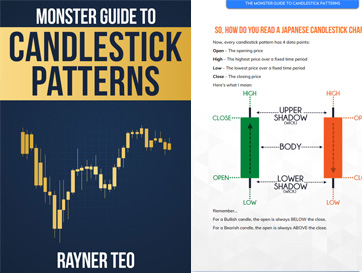 MONSTER GUIDE TO
CANDLESTICK
PATTERNS
RAYNER TEO
THE MONSTER GUIDE TO CANDLESTICK PATTERNS
SO, HOW DO YOU READ A JAPANESE CANDLESTICK CHA
Now, every candlestick pattern has 4 data points:
Open – The opening price
High – The highest price over a fixed time period
Low – The lowest price over a fixed time period
Close – The closing price
Here's what I mean:
HIGH HIGH
UPPER
SHADOW
(WICK)
CLOSE OP
BODY
OPEN CLO
LOWER
SHADOW
(WICK)
LOW LOW
Remember...
For a Bullish candle, the open is always BELOW the close.
For a Bearish candle, the open is always ABOVE the close.